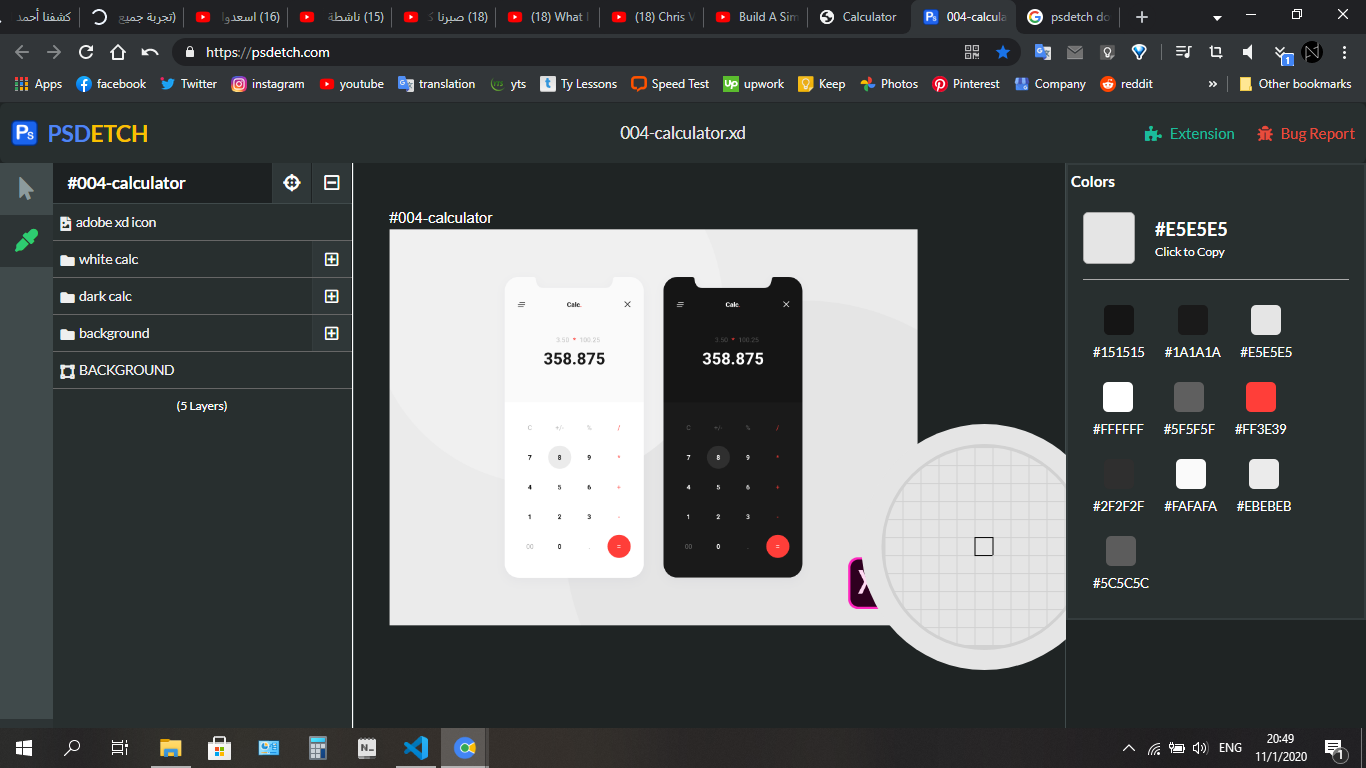 كشفنا أحمد
(تجربة جميع
(16) اسعدوا
(15) ناشطة
(18) صبرنا
(18) What I
(18) Chris V
Build A Sim
Calculator
004-calcula
psdetch do
https://psdetch.com
1
Apps facebook Twitter instagram youtube translation yts Ty Lessons Speed Test upwork Keep Photos Pinterest Company reddit » Other bookmarks
PSDETCH
004-calculator.xd
Extension Bug Report
#004-calculator
adobe xd icon
white calc
dark calc
background
BACKGROUND
(5 Layers)
#004-calculator
Calc.
3.50 * 100.25
358.875
C +/- % /
7 8 9 *
4 5 6 +
1 2 3 -
00 0 . =
Calc.
3.50 * 100.25
358.875
C +/- % /
7 8 9 *
4 5 6 +
1 2 3 -
00 0 . =
Colors
#E5E5E5
Click to Copy
#151515 #1A1A1A #E5E5E5
#FFFFFF #5F5F5F #FF3E39
#2F2F2F #FAFAFA #EBEBEB
#5C5C5C
ENG
20:49
11/1/2020
1